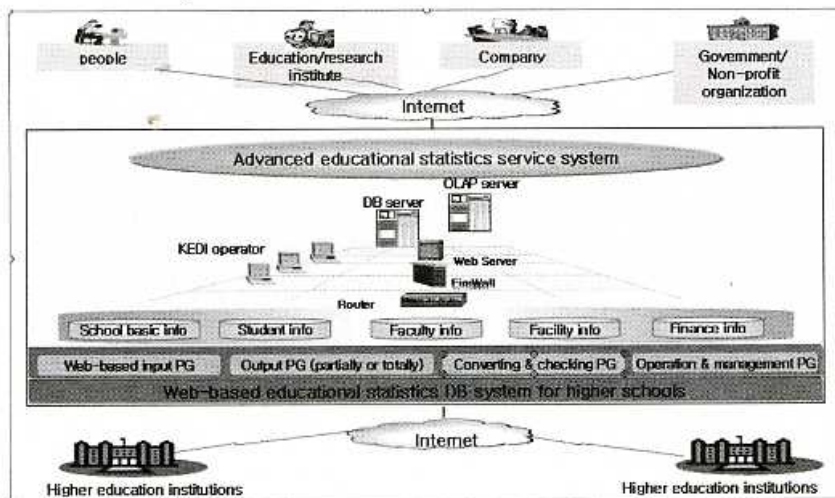 people
Education/research
institute
Company
Government/
Non-profit
organization
Internet
Advanced educational statistics service system
OLAP server
DB server
KEDI operator
Web Server
FireWall
Router
School basic info
Student info
Faculty info
Facility info
Finance info
Web-based input PG
Output PG (partially or totally)
Converting & checking PG
Operation & management PG
Web-based educational statistics DB system for higher schools
Internet
Higher education institutions
Higher education institutions